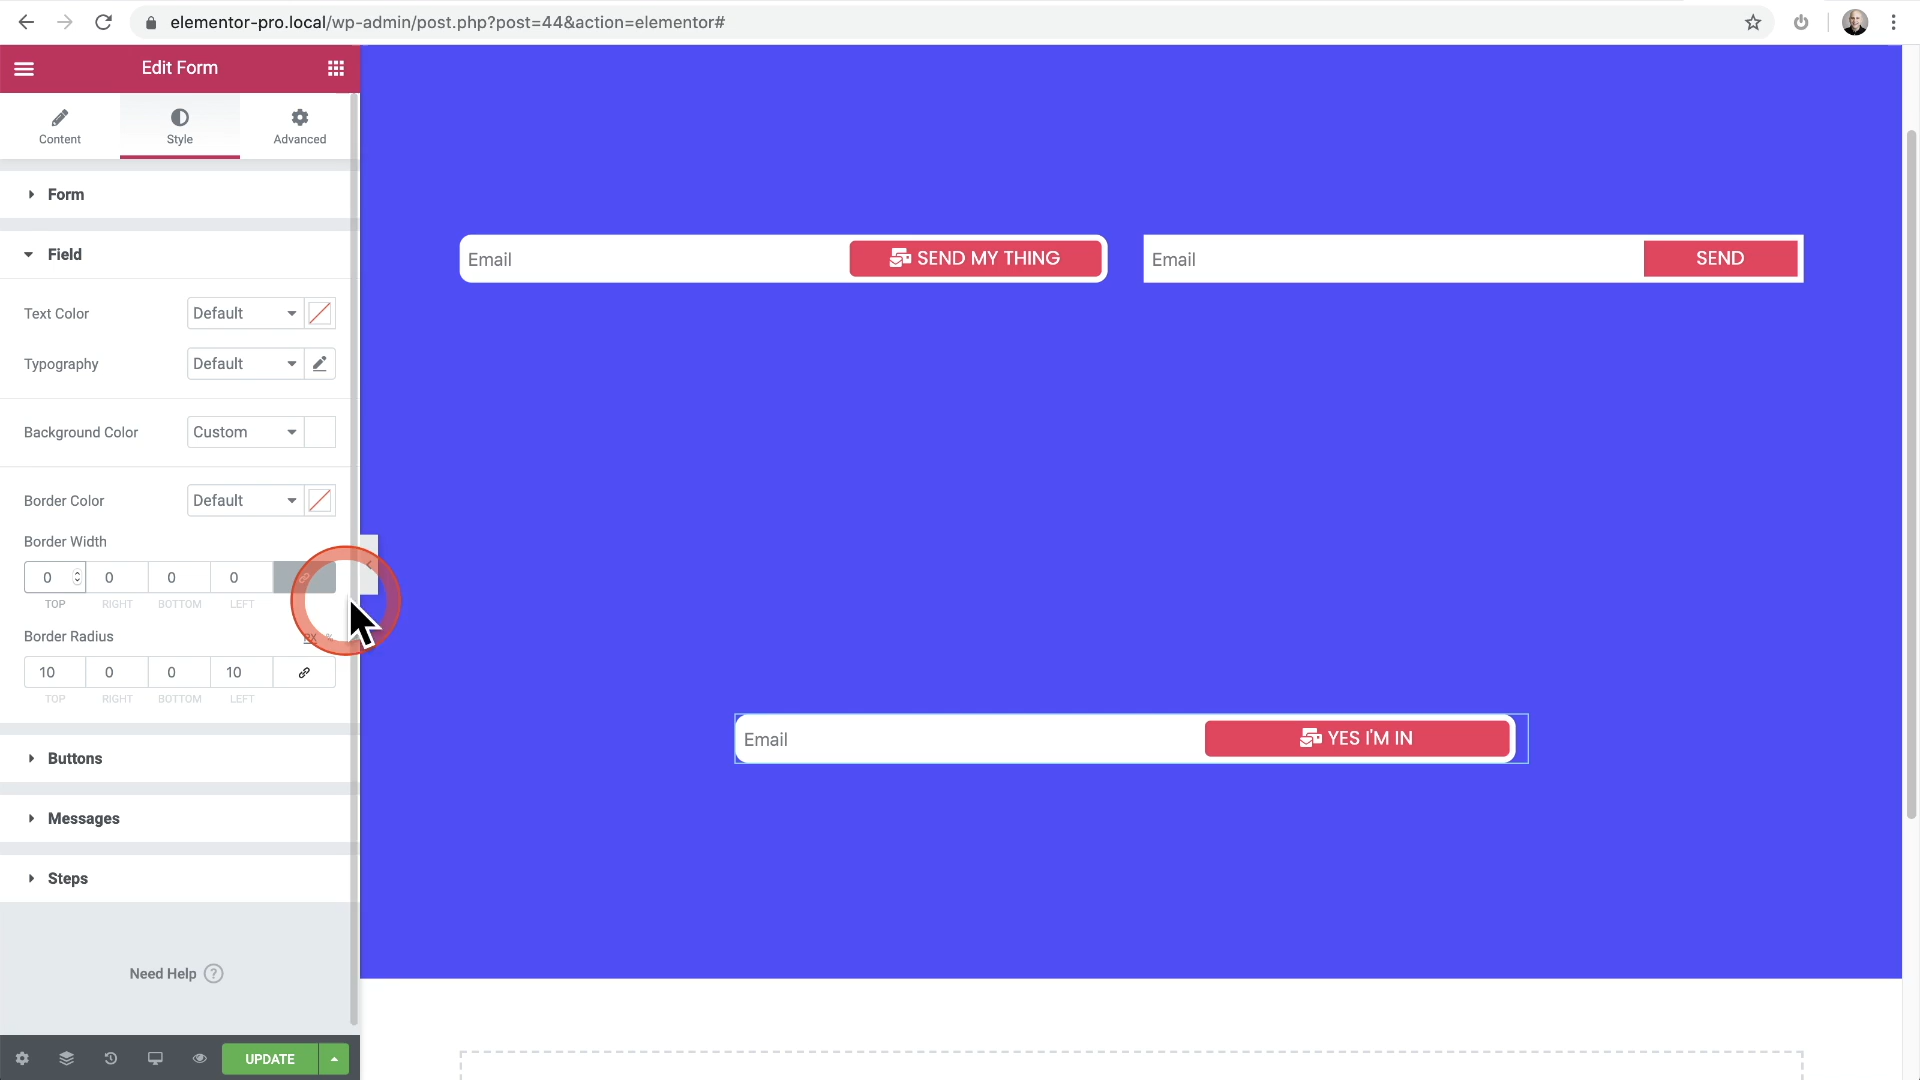 elementor-pro.local/wp-admin/post.php?post=44&action=elementor#
Edit Form
Content
Style
Advanced
Form
Field
Text Color
Default
Typography
Default
Background Color
Custom
Border Color
Default
Border Width
0
0
0
0
TOP
RIGHT
BOTTOM
LEFT
Border Radius
PX
%
10
0
0
10
TOP
RIGHT
BOTTOM
LEFT
Buttons
Messages
Steps
Need Help ?
UPDATE
Email
SEND MY THING
Email
SEND
Email
YES I'M IN